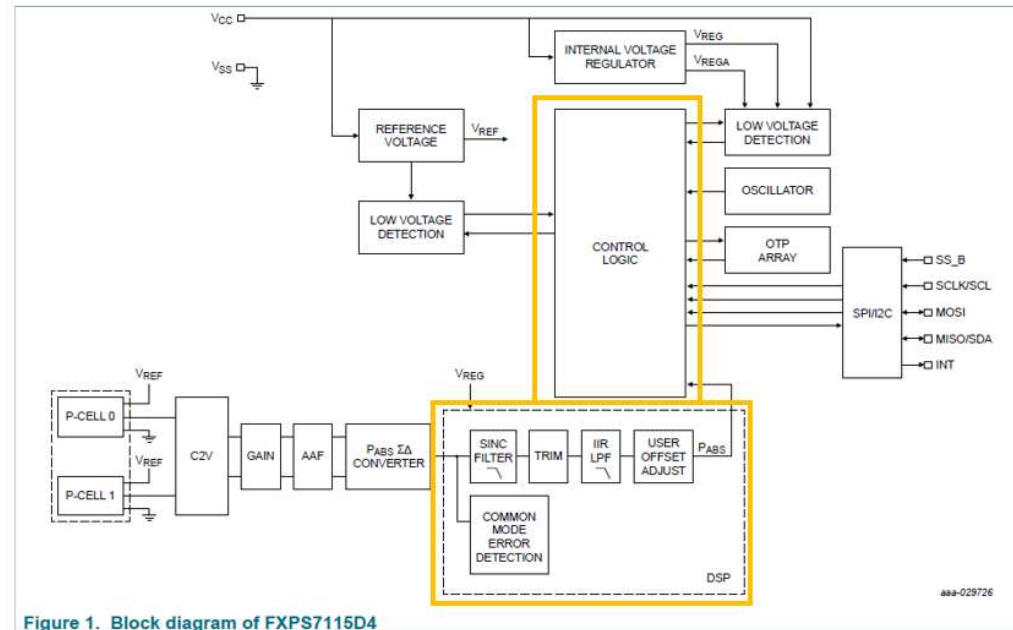 VCC
VSS
INTERNAL VOLTAGE
REGULATOR
VREG
VREGA
REFERENCE
VOLTAGE
VREF
LOW VOLTAGE
DETECTION
LOW VOLTAGE
DETECTION
OSCILLATOR
OTP
ARRAY
CONTROL
LOGIC
SPI/I2C
SS_B
SCLK/SCL
MOSI
MISO/SDA
INT
VREF
P-CELL 0
VREF
P-CELL 1
C2V
GAIN
AAF
PABS ΣΔ
CONVERTER
VREG
SINC
FILTER
TRIM
IIR
LPF
USER
OFFSET
ADJUST
PABS
COMMON
MODE
ERROR
DETECTION
DSP
aaa-029726
Figure 1. Block diagram of FXPS7115D4